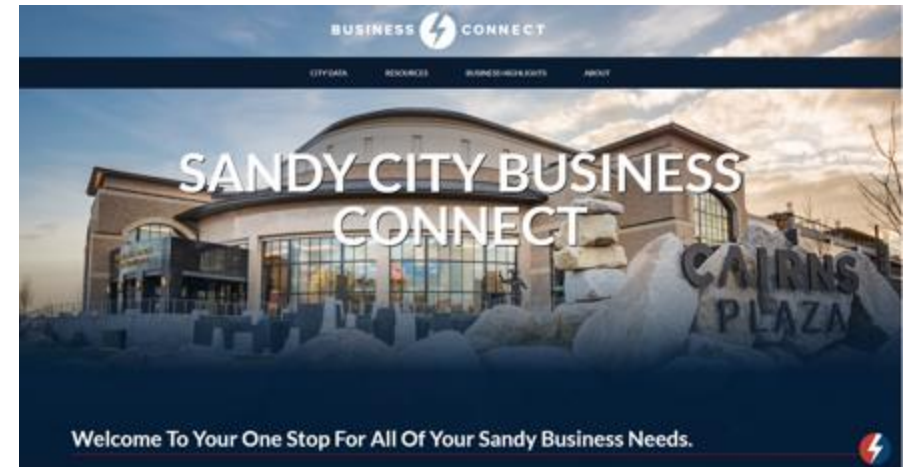 BUSINESS CONNECT
CITY DATA RESOURCES BUSINESS HIGHLIGHTS ABOUT
SANDY CITY BUSINESS
CONNECT
CAIRNS
PLAZA
Welcome To Your One Stop For All Of Your Sandy Business Needs.